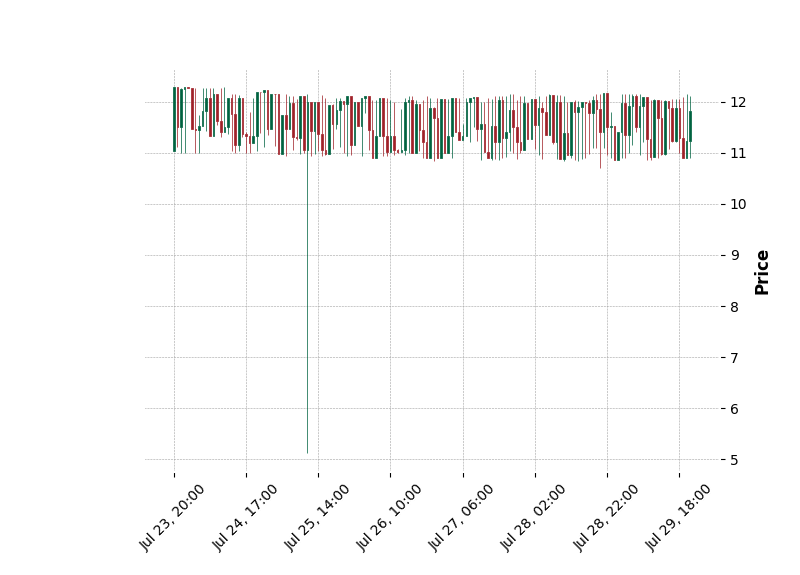 12
11
10
9
8
7
6
5
Price
Jul 23, 20:00
Jul 24, 17:00
Jul 25, 14:00
Jul 26, 10:00
Jul 27, 06:00
Jul 28, 02:00
Jul 28, 22:00
Jul 29, 18:00